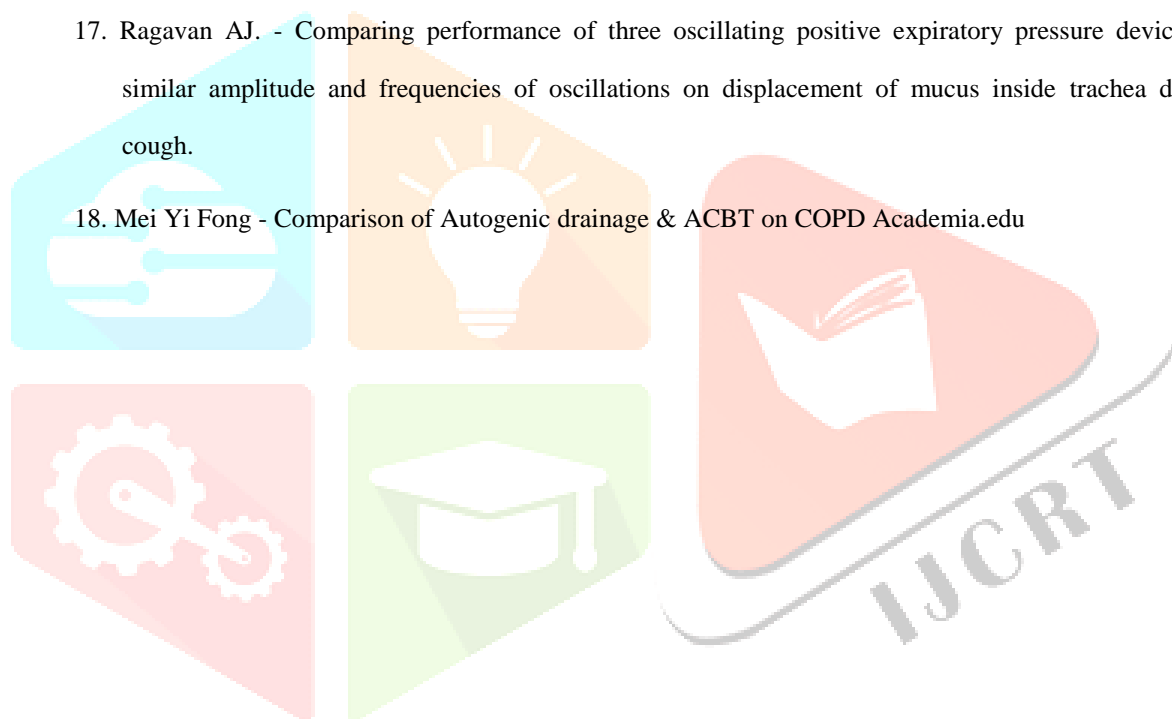 17. Ragavan AJ. - Comparing performance of three oscillating positive expiratory pressure devic
similar amplitude and frequencies of oscillations on displacement of mucus inside trachea d
cough.
18. Mei Yi Fong - Comparison of Autogenic drainage & ACBT on COPD Academia.edu
IJCRT